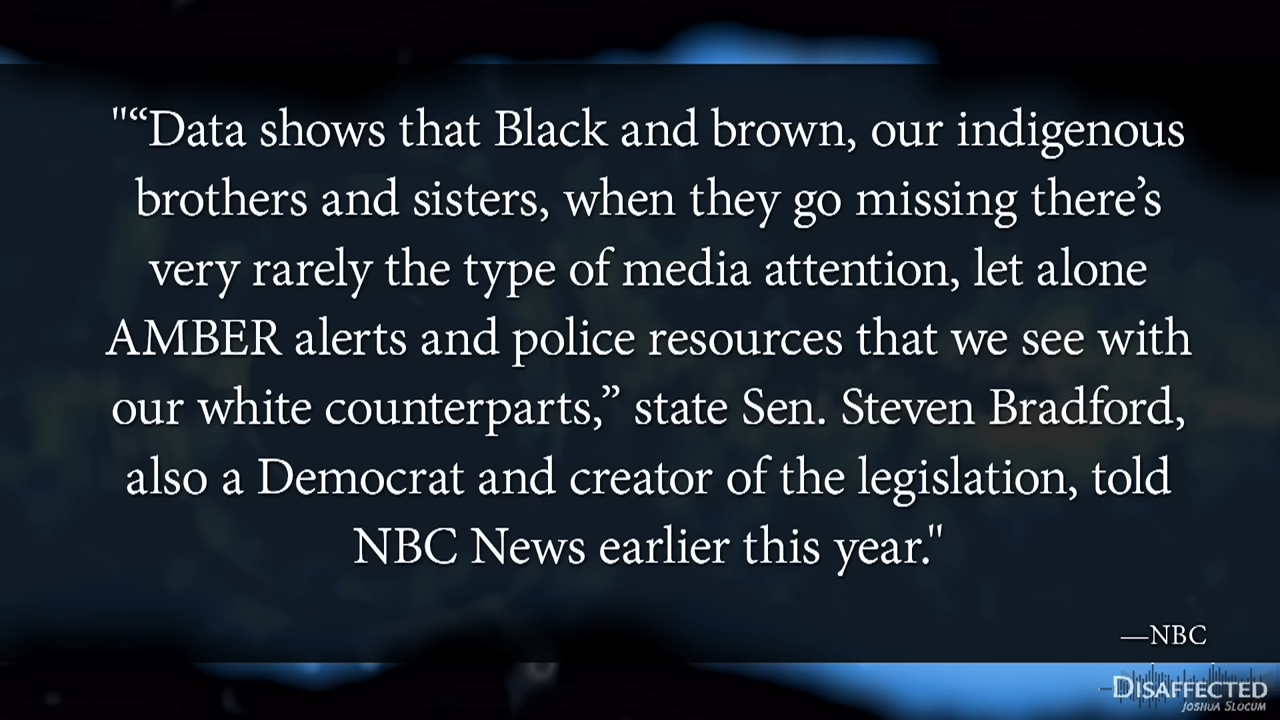 "“Data shows that Black and brown, our indigenous
brothers and sisters, when they go missing there’s
very rarely the type of media attention, let alone
AMBER alerts and police resources that we see with
our white counterparts,” state Sen. Steven Bradford,
also a Democrat and creator of the legislation, told
NBC News earlier this year."
—NBC
DISAFFECTED
JOSHUA SLOCUM